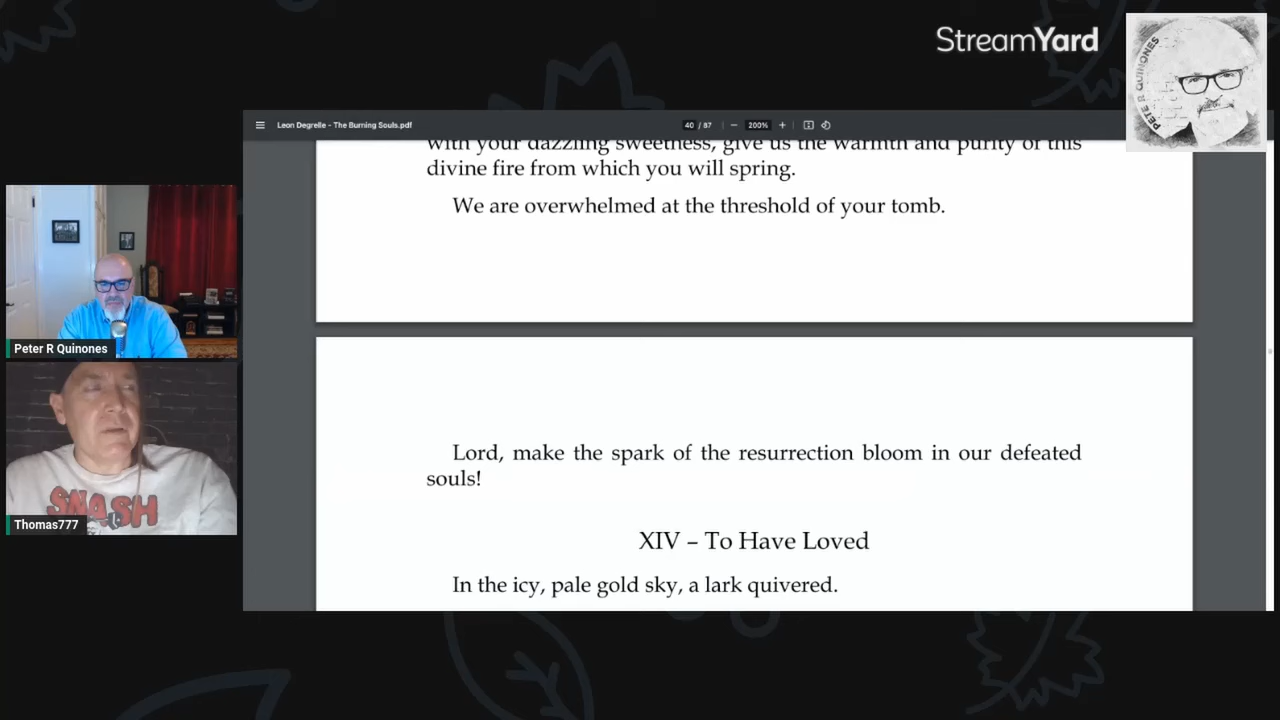 StreamYard
PETE R QUINONES
Leon Degrelle - The Burning Souls.pdf
40 / 87
200%
with your dazzling sweetness, give us the warmth and purity of this
divine fire from which you will spring.
We are overwhelmed at the threshold of your tomb.
Lord, make the spark of the resurrection bloom in our defeated
souls!
XIV – To Have Loved
In the icy, pale gold sky, a lark quivered.
Peter R Quinones
SMASH
Thomas777